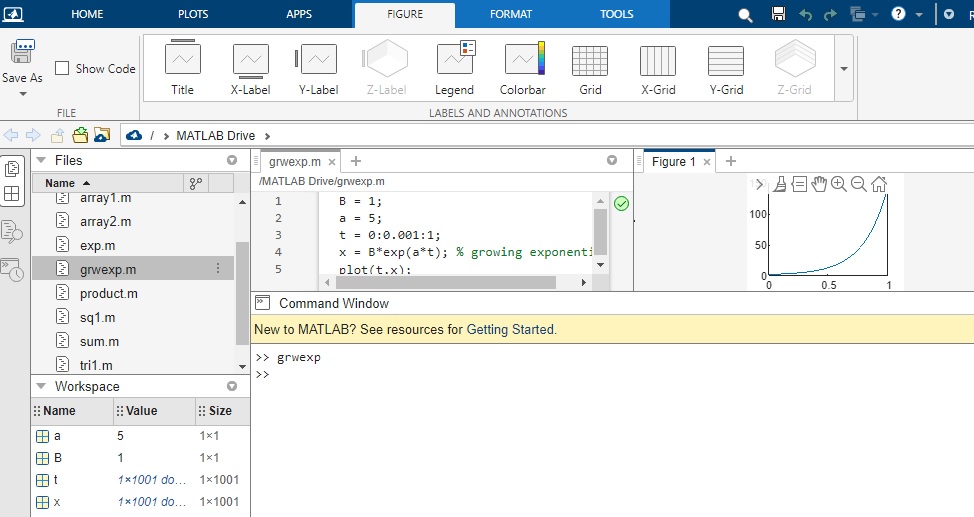 HOME PLOTS APPS FIGURE FORMAT TOOLS ?
Save As Show Code
Title X-Label Y-Label Z-Label Legend Colorbar Grid X-Grid Y-Grid Z-Grid
FILE LABELS AND ANNOTATIONS
/ > MATLAB Drive >
Files
Name
array1.m
array2.m
exp.m
grwexp.m
product.m
sq1.m
sum.m
tri1.m
Workspace
Name Value Size
a 5 1×1
B 1 1×1
t 1×1001 do... 1×1001
x 1×1001 do... 1×1001
grwexp.m × +
/MATLAB Drive/grwexp.m
1 B = 1;
2 a = 5;
3 t = 0:0.001:1;
4 x = B*exp(a*t); % growing exponenti
5 plot(t,x);
Figure 1 × +
100
50
0
0 0.5 1
Command Window
New to MATLAB? See resources for Getting Started.
>> grwexp
>>